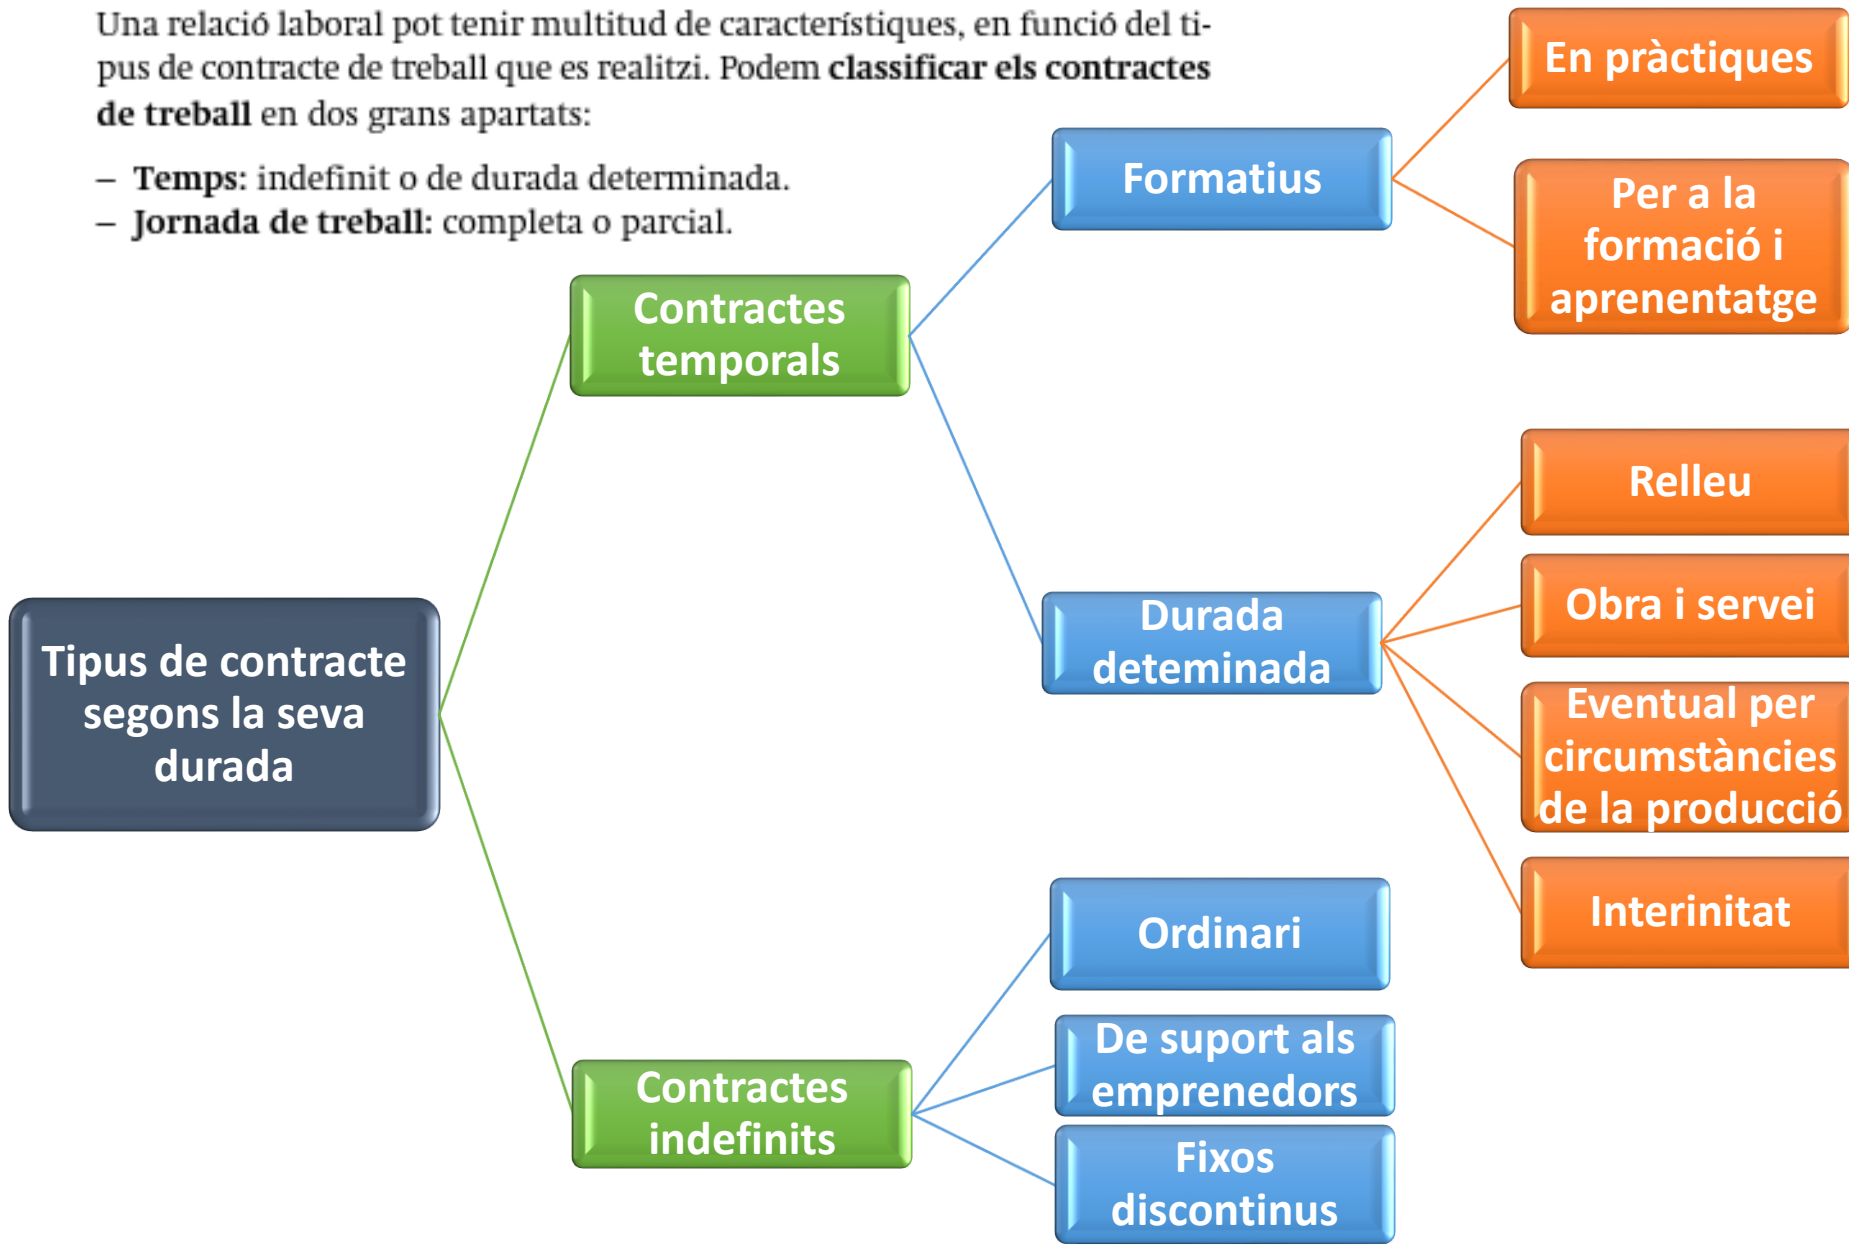 Una relació laboral pot tenir multitud de característiques, en funció del ti-
pus de contracte de treball que es realitzi. Podem classificar els contractes
de treball en dos grans apartats:
– Temps: indefinit o de durada determinada.
– Jornada de treball: completa o parcial.
Tipus de contracte
segons la seva
durada
Contractes
temporals
Formatius
En pràctiques
Per a la
formació i
aprenentatge
Durada
deteminada
Relleu
Obra i servei
Eventual per
circumstàncies
de la producció
Interinitat
Contractes
indefinits
Ordinari
De suport als
emprenedors
Fixos
discontinus